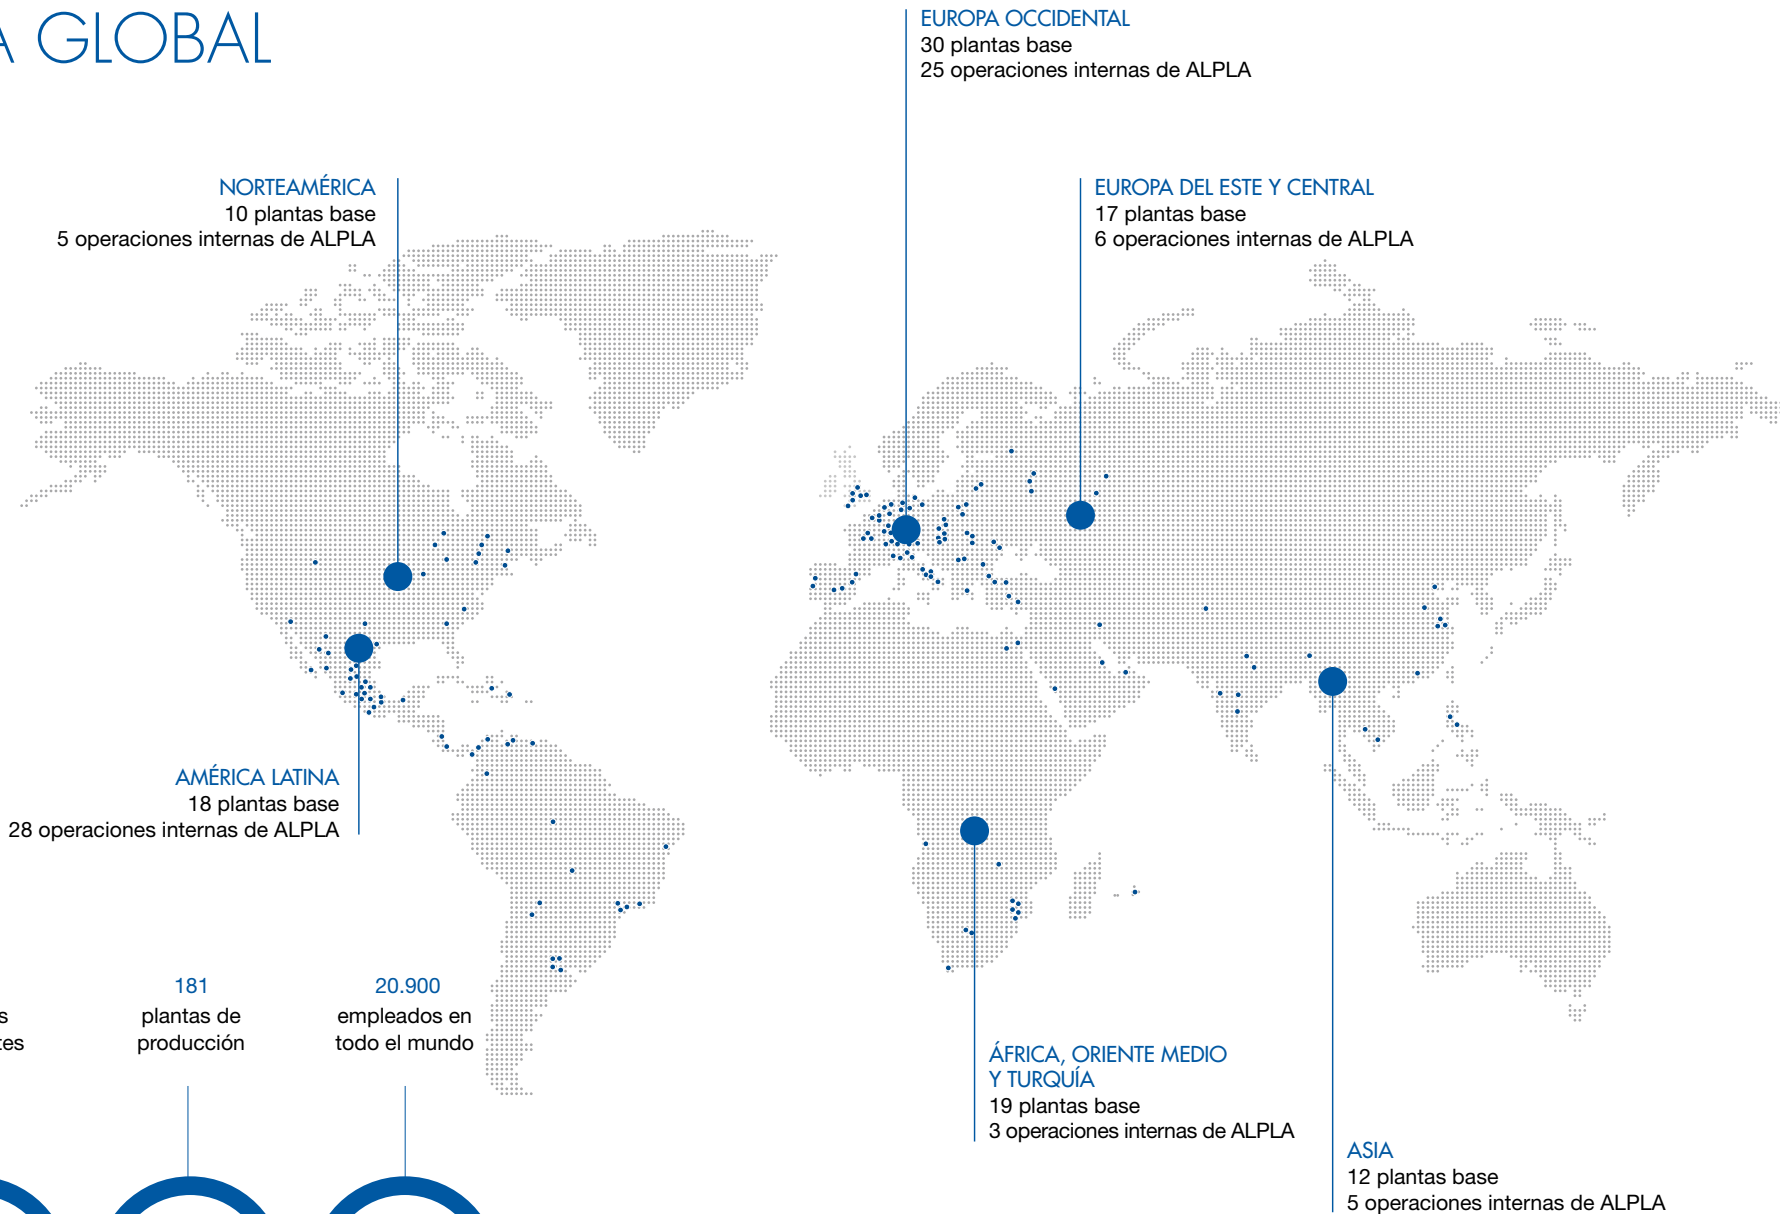 A GLOBAL
EUROPA OCCIDENTAL
30 plantas base
25 operaciones internas de ALPLA
NORTEAMÉRICA
10 plantas base
5 operaciones internas de ALPLA
EUROPA DEL ESTE Y CENTRAL
17 plantas base
6 operaciones internas de ALPLA
AMÉRICA LATINA
18 plantas base
28 operaciones internas de ALPLA
181
plantas de
producción
20.900
empleados en
todo el mundo
ÁFRICA, ORIENTE MEDIO
Y TURQUÍA
19 plantas base
3 operaciones internas de ALPLA
ASIA
12 plantas base
5 operaciones internas de ALPLA